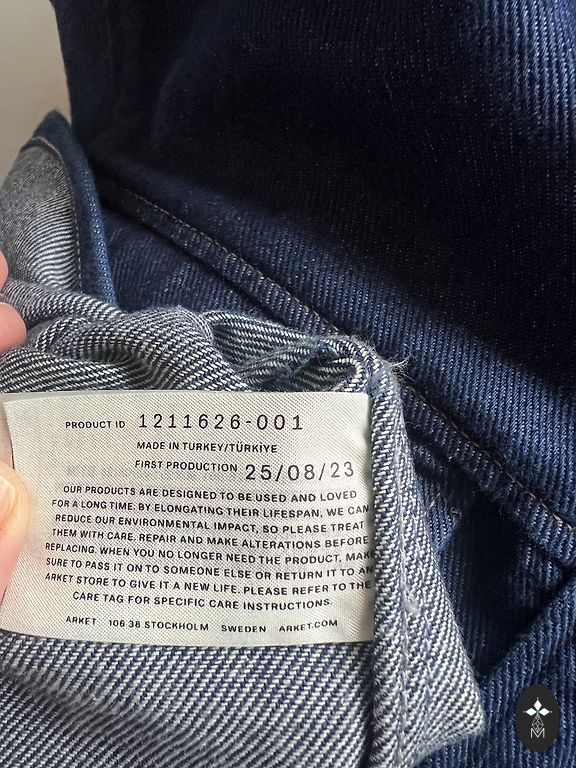 PRODUCT ID 1211626-001
MADE IN TURKEY/TÜRKİYE
FIRST PRODUCTION 25/08/23
OUR PRODUCTS ARE DESIGNED TO BE USED AND LOVED
FOR A LONG TIME. BY ELONGATING THEIR LIFESPAN, WE CAN
REDUCE OUR ENVIRONMENTAL IMPACT, SO PLEASE TREAT
THEM WITH CARE. REPAIR AND MAKE ALTERATIONS BEFORE
REPLACING. WHEN YOU NO LONGER NEED THE PRODUCT, MAKE
SURE TO PASS IT ON TO SOMEONE ELSE OR RETURN IT TO AN
ARKET STORE TO GIVE IT A NEW LIFE. PLEASE REFER TO THE
CARE TAG FOR SPECIFIC CARE INSTRUCTIONS.
ARKET 106 38 STOCKHOLM SWEDEN ARKET.COM
M